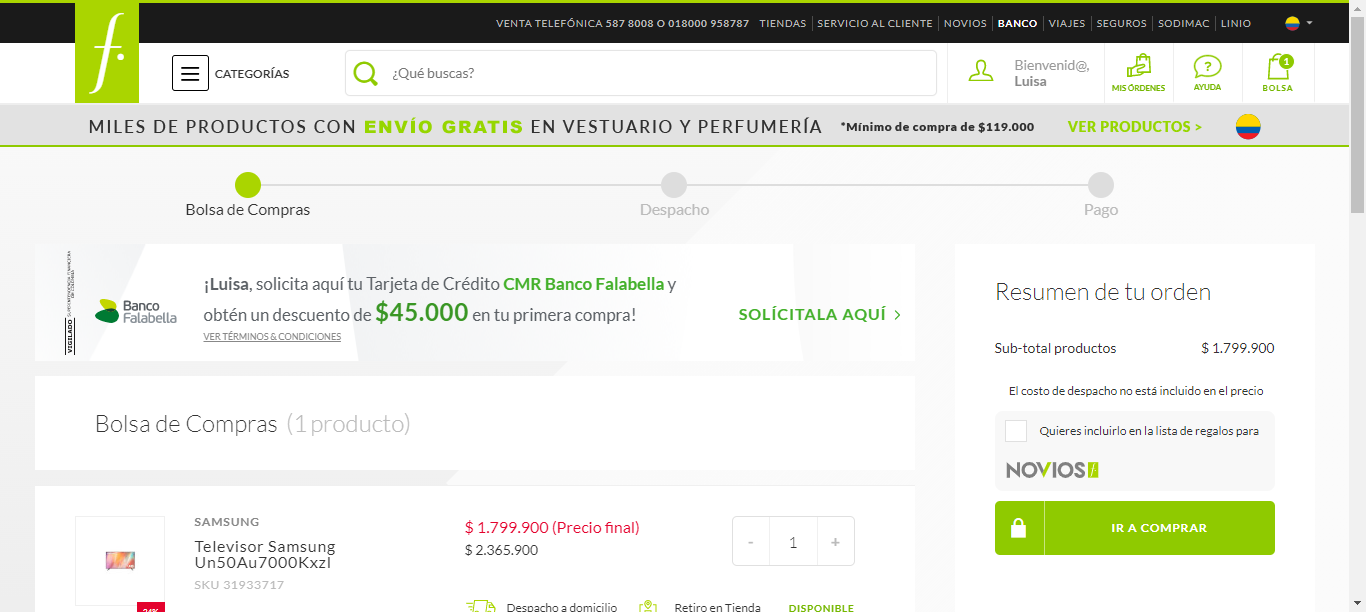 VENTA TELEFÓNICA 587 8008 O 018000 958787 TIENDAS SERVICIO AL CLIENTE NOVIOS BANCO VIAJES SEGUROS SODIMAC LINIO
f.
CATEGORÍAS
¿Qué buscas?
Bienvenid@,
Luisa
MIS ÓRDENES
AYUDA
1
BOLSA
MILES DE PRODUCTOS CON ENVÍO GRATIS EN VESTUARIO Y PERFUMERÍA *Mínimo de compra de $119.000 VER PRODUCTOS >
Bolsa de Compras
Despacho
Pago
VIGILADO
Banco
Falabella
¡Luisa, solicita aquí tu Tarjeta de Crédito CMR Banco Falabella y
obtén un descuento de $45.000 en tu primera compra!
VER TÉRMINOS & CONDICIONES
SOLÍCITALA AQUÍ >
Bolsa de Compras (1 producto)
SAMSUNG
Televisor Samsung
Un50Au7000Kxzl
SKU 31933717
24%
$ 1.799.900 (Precio final)
$ 2.365.900
- 1 +
Despacho a domicilio Retiro en Tienda DISPONIBLE
Resumen de tu orden
Sub-total productos $ 1.799.900
El costo de despacho no está incluido en el precio
Quieres incluirlo en la lista de regalos para
NOVIOS f
IR A COMPRAR